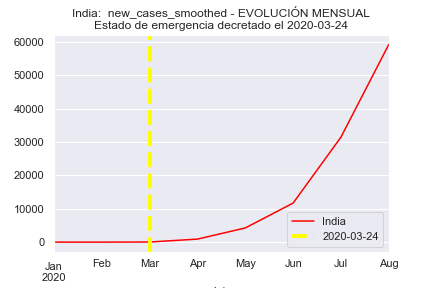 India: new_cases_smoothed - EVOLUCIÓN MENSUAL
Estado de emergencia decretado el 2020-03-24
60000
50000
40000
30000
20000
10000
0
Jan Feb Mar Apr May Jun Jul Aug
2020
India
2020-03-24